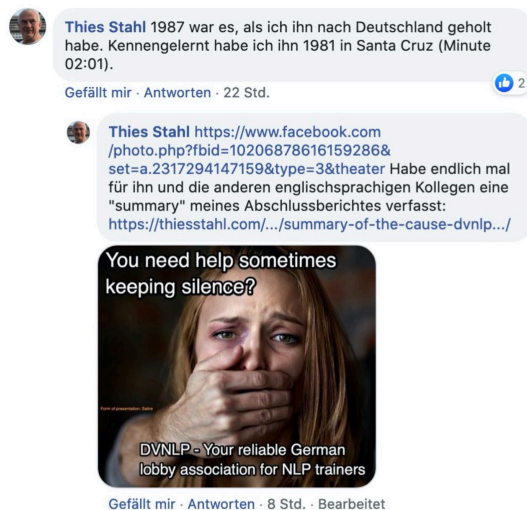 Thies Stahl 1987 war es, als ich ihn nach Deutschland geholt
habe. Kennengelernt habe ich ihn 1981 in Santa Cruz (Minute
02:01).
2
Gefällt mir · Antworten · 22 Std.
Thies Stahl https://www.facebook.com
/photo.php?fbid=10206878616159286&
set=a.2317294147159&type=3&theater Habe endlich mal
für ihn und die anderen englischsprachigen Kollegen eine
"summary" meines Abschlussberichtes verfasst:
https://thiesstahl.com/.../summary-of-the-cause-dvnlp.../
You need help sometimes
keeping silence?
Form of presentation: Satire
DVNLP - Your reliable German
lobby association for NLP trainers
Gefällt mir · Antworten · 8 Std. · Bearbeitet